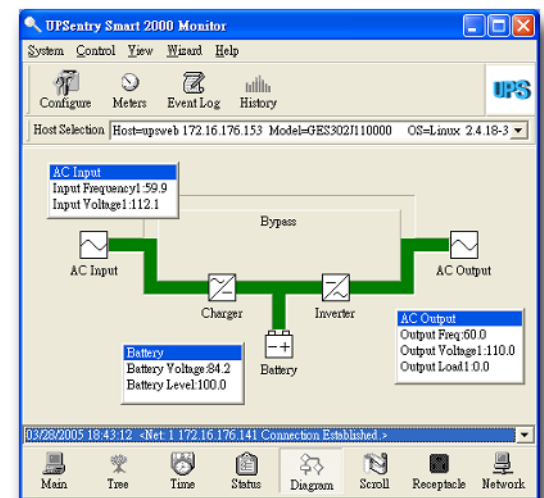 UPSentry Smart 2000 Monitor
System Control View Wizard Help
Configure Meters Event Log History
UPS
Host Selection Host=upsweb 172.16.176.153 Model=GES302J110000 OS=Linux 2.4.18-3
AC Input
Input Frequency1:59.9
Input Voltage1:112.1
Bypass
AC Input
AC Output
Charger
Inverter
AC Output
Output Freq:60.0
Output Voltage1:110.0
Output Load1:0.0
Battery
Battery Voltage:84.2
Battery Level:100.0
Battery
03/28/2005 18:43:12 <Net: 1 172.16.176.141 Connection Established.>
Main Tree Time Status Diagram Scroll Receptacle Network